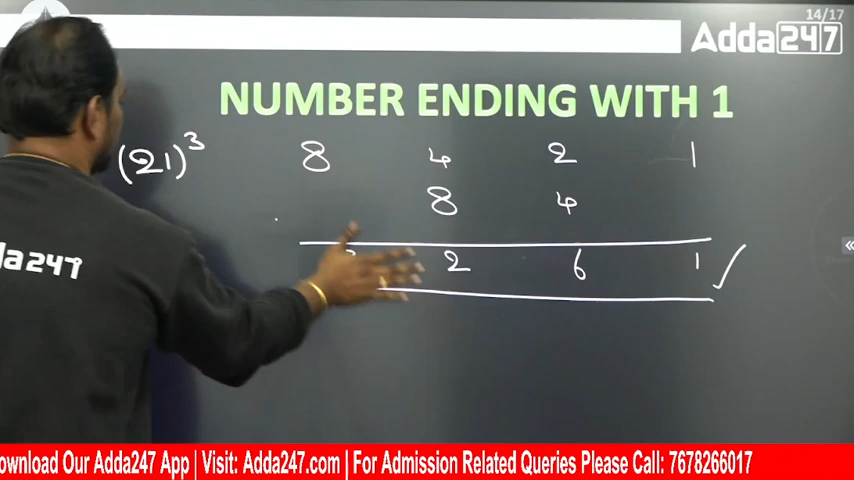 14/17
Adda247
NUMBER ENDING WITH 1
(21)³ 8 4 2 1
8 4
2 6 1 ✓
da247
ownload Our Adda247 App | Visit: Adda247.com | For Admission Related Queries Please Call: 7678266017